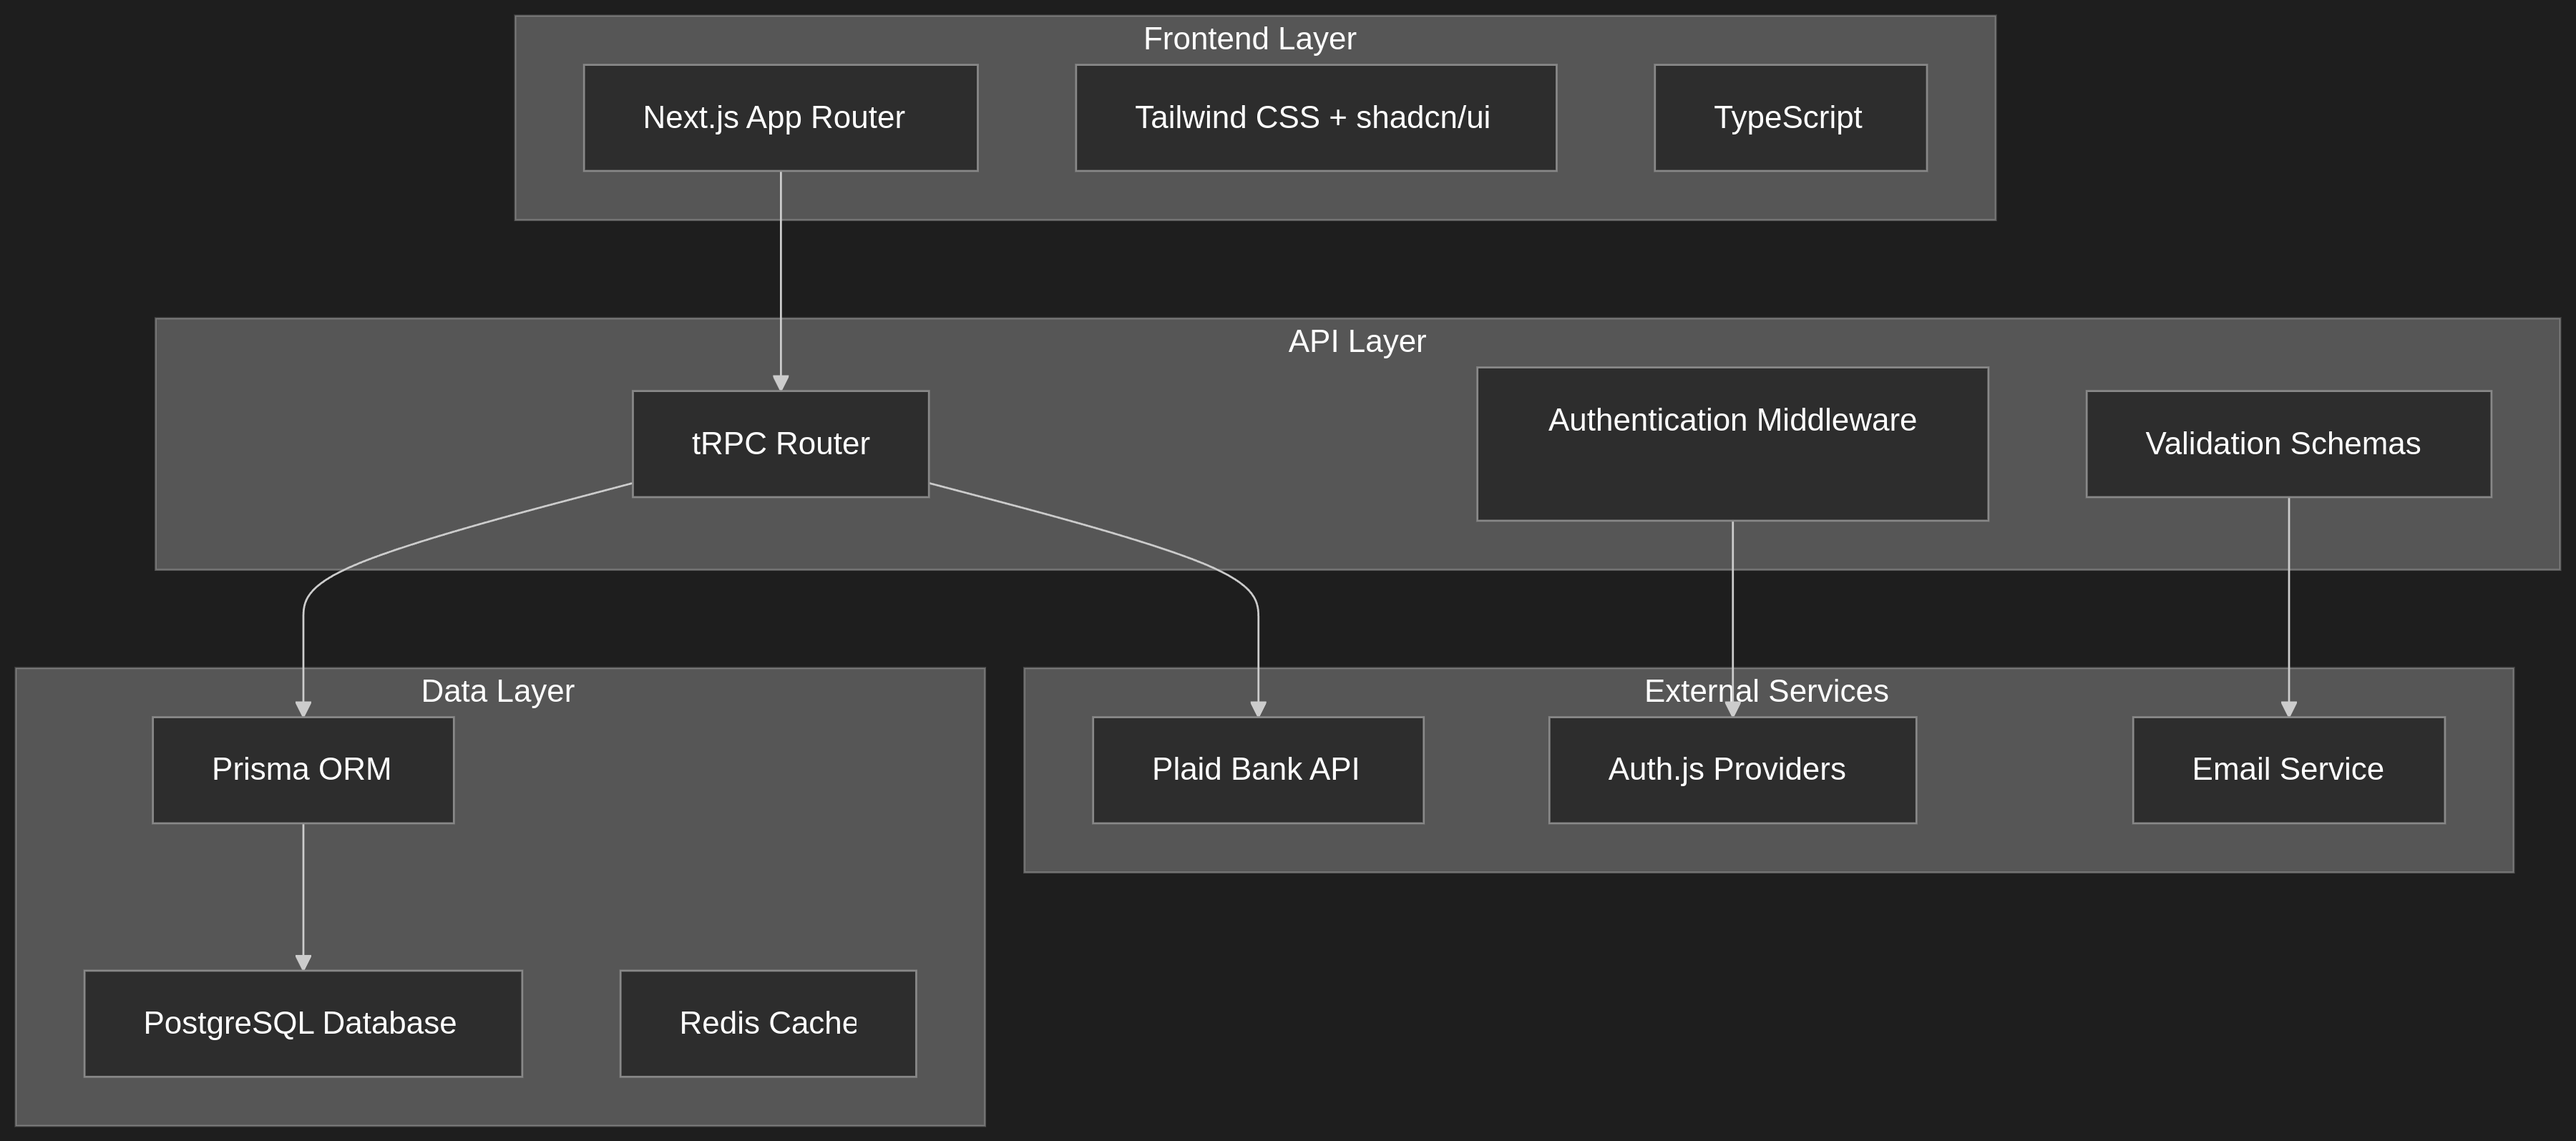 Frontend Layer
Next.js App Router
Tailwind CSS + shadcn/ui
TypeScript
API Layer
tRPC Router
Authentication Middleware
Validation Schemas
Data Layer
Prisma ORM
PostgreSQL Database
Redis Cache
External Services
Plaid Bank API
Auth.js Providers
Email Service